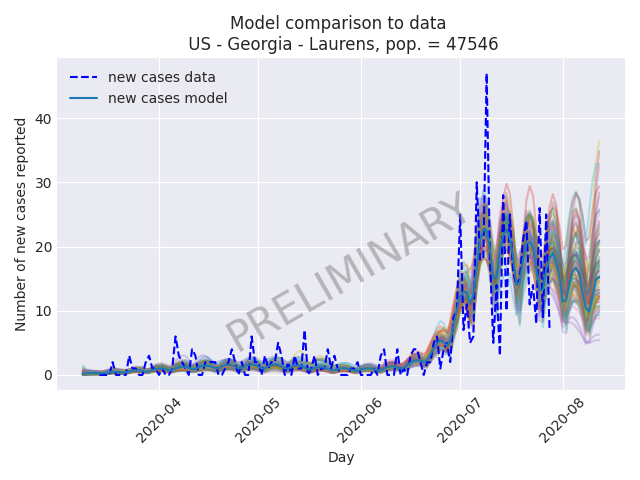 Model comparison to data
US - Georgia - Laurens, pop. = 47546
new cases data
new cases model
Number of new cases reported
40
30
20
10
0
PRELIMINARY
2020-04
2020-05
2020-06
2020-07
2020-08
Day